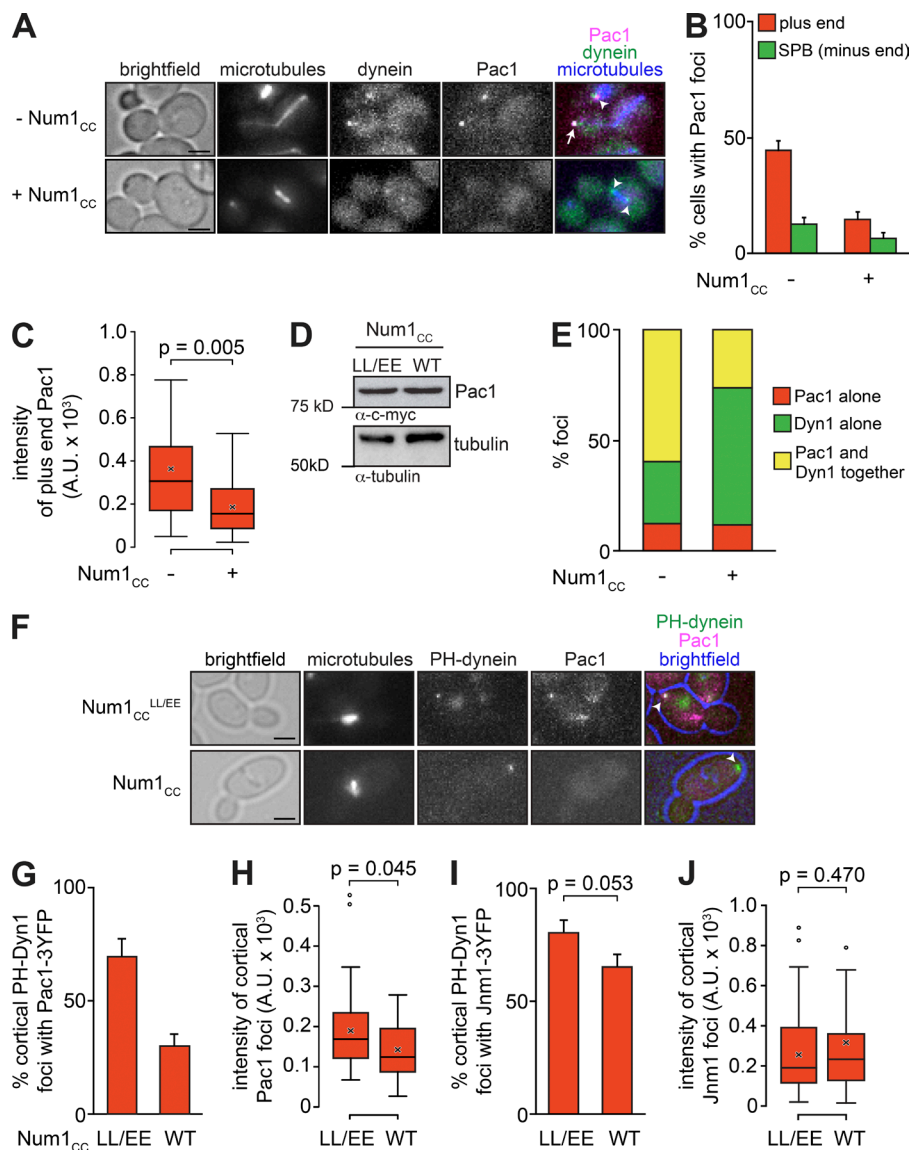 A
brightfield
microtubules
dynein
Pac1
Pac1
dynein
microtubules
- Num1CC
+ Num1CC
B
% cells with Pac1 foci
100
50
0
plus end
SPB (minus end)
Num1CC
-
+
C
intensity
of plus end Pac1
(A.U. x 10³)
1.0
0.8
0.6
0.4
0.2
0
p = 0.005
Num1CC
-
+
D
Num1CC
LL/EE
WT
Pac1
75 kD
α-c-myc
tubulin
50kD
α-tubulin
E
% foci
100
50
0
Pac1 alone
Dyn1 alone
Pac1 and
Dyn1 together
Num1CC
-
+
F
brightfield
microtubules
PH-dynein
Pac1
PH-dynein
Pac1
brightfield
Num1CC LL/EE
Num1CC
G
% cortical PH-Dyn1
foci with Pac1-3YFP
100
50
0
Num1CC
LL/EE
WT
H
intensity of cortical
Pac1 foci (A.U. x 10³)
p = 0.045
0.5
0.4
0.3
0.2
0.1
0
LL/EE
WT
I
% cortical PH-Dyn1
foci with Jnm1-3YFP
p = 0.053
100
50
0
LL/EE
WT
J
intensity of cortical
Jnm1 foci (A.U. x 10³)
p = 0.470
1.0
0.8
0.6
0.4
0.2
0
LL/EE
WT